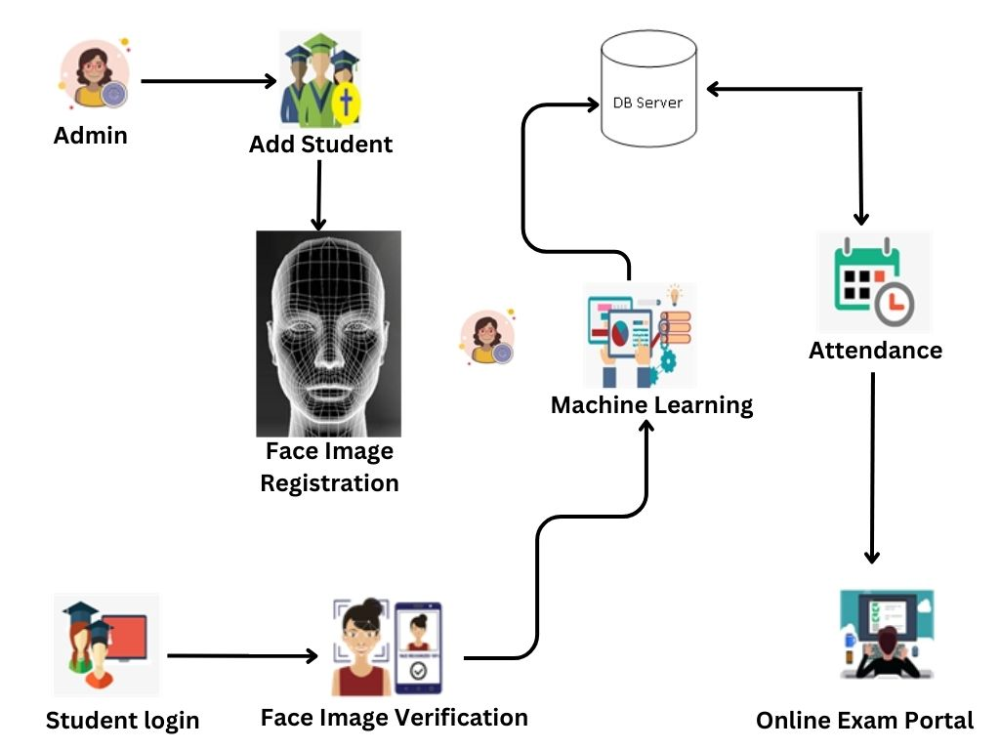 Admin
Add Student
DB Server
Face Image
Registration
Machine Learning
Attendance
Student login
Face Image Verification
Online Exam Portal